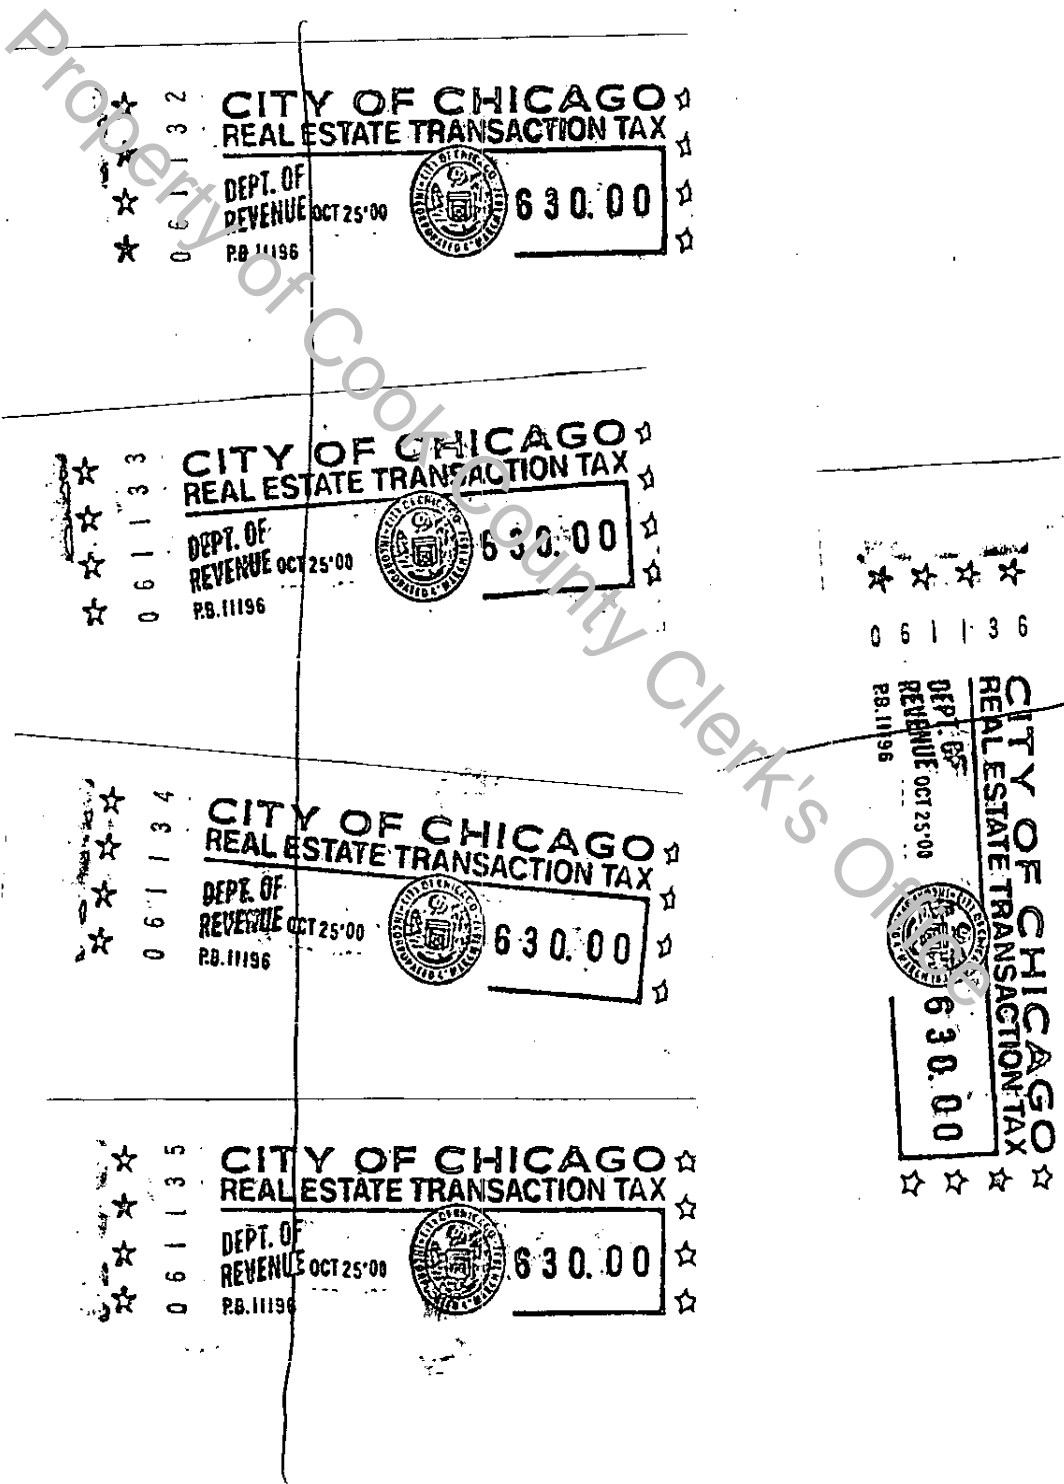 Property of Cook County Clerk's Office
061132
CITY OF CHICAGO
REAL ESTATE TRANSACTION TAX
DEPT. OF
REVENUE OCT 25'00
P.B. 11196
630.00
061133
CITY OF CHICAGO
REAL ESTATE TRANSACTION TAX
DEPT. OF
REVENUE OCT 25'00
P.B. 11196
630.00
061134
CITY OF CHICAGO
REAL ESTATE TRANSACTION TAX
DEPT. OF
REVENUE OCT 25'00
P.B. 11196
630.00
061135
CITY OF CHICAGO
REAL ESTATE TRANSACTION TAX
DEPT. OF
REVENUE OCT 25'00
P.B. 11196
630.00
061136
CITY OF CHICAGO
REAL ESTATE TRANSACTION TAX
DEPT. OF
REVENUE OCT 25'00
P.B. 11196
630.00